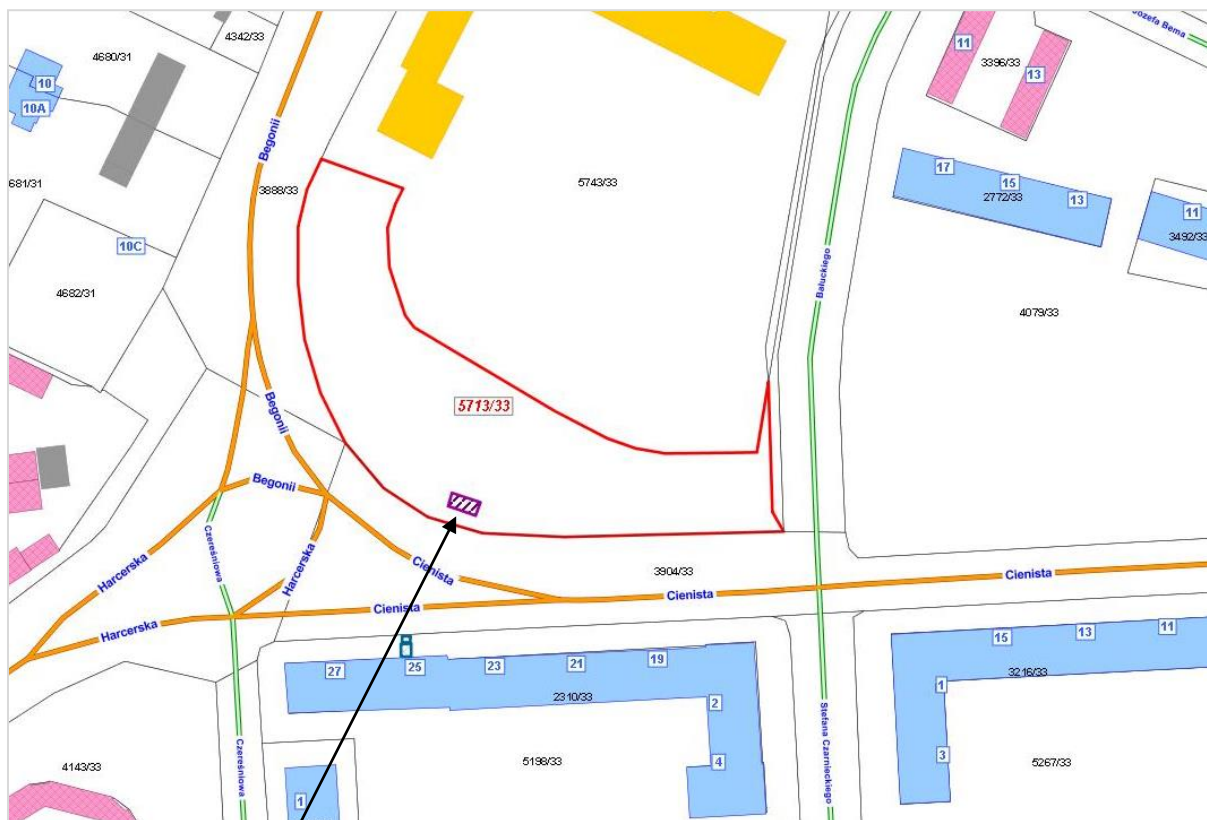 4342/33
Józefa Bema
4680/31
11
3396/33
13
10
10A
Begonii
681/31
3888/33
5743/33
17
15
13
2772/33
11
3492/33
10C
Bałuckiego
4682/31
4079/33
Begonii
5713/33
Begonii
Czereśniowa
Harcerska
Harcerska
Cienista
3904/33
Cienista
Cienista
Cienista
Harcerska
27
25
23
21
19
2310/33
2
4
15
13
11
3216/33
1
3
Czereśniowa
Stefana Czarnieckiego
4143/33
5198/33
5267/33
1